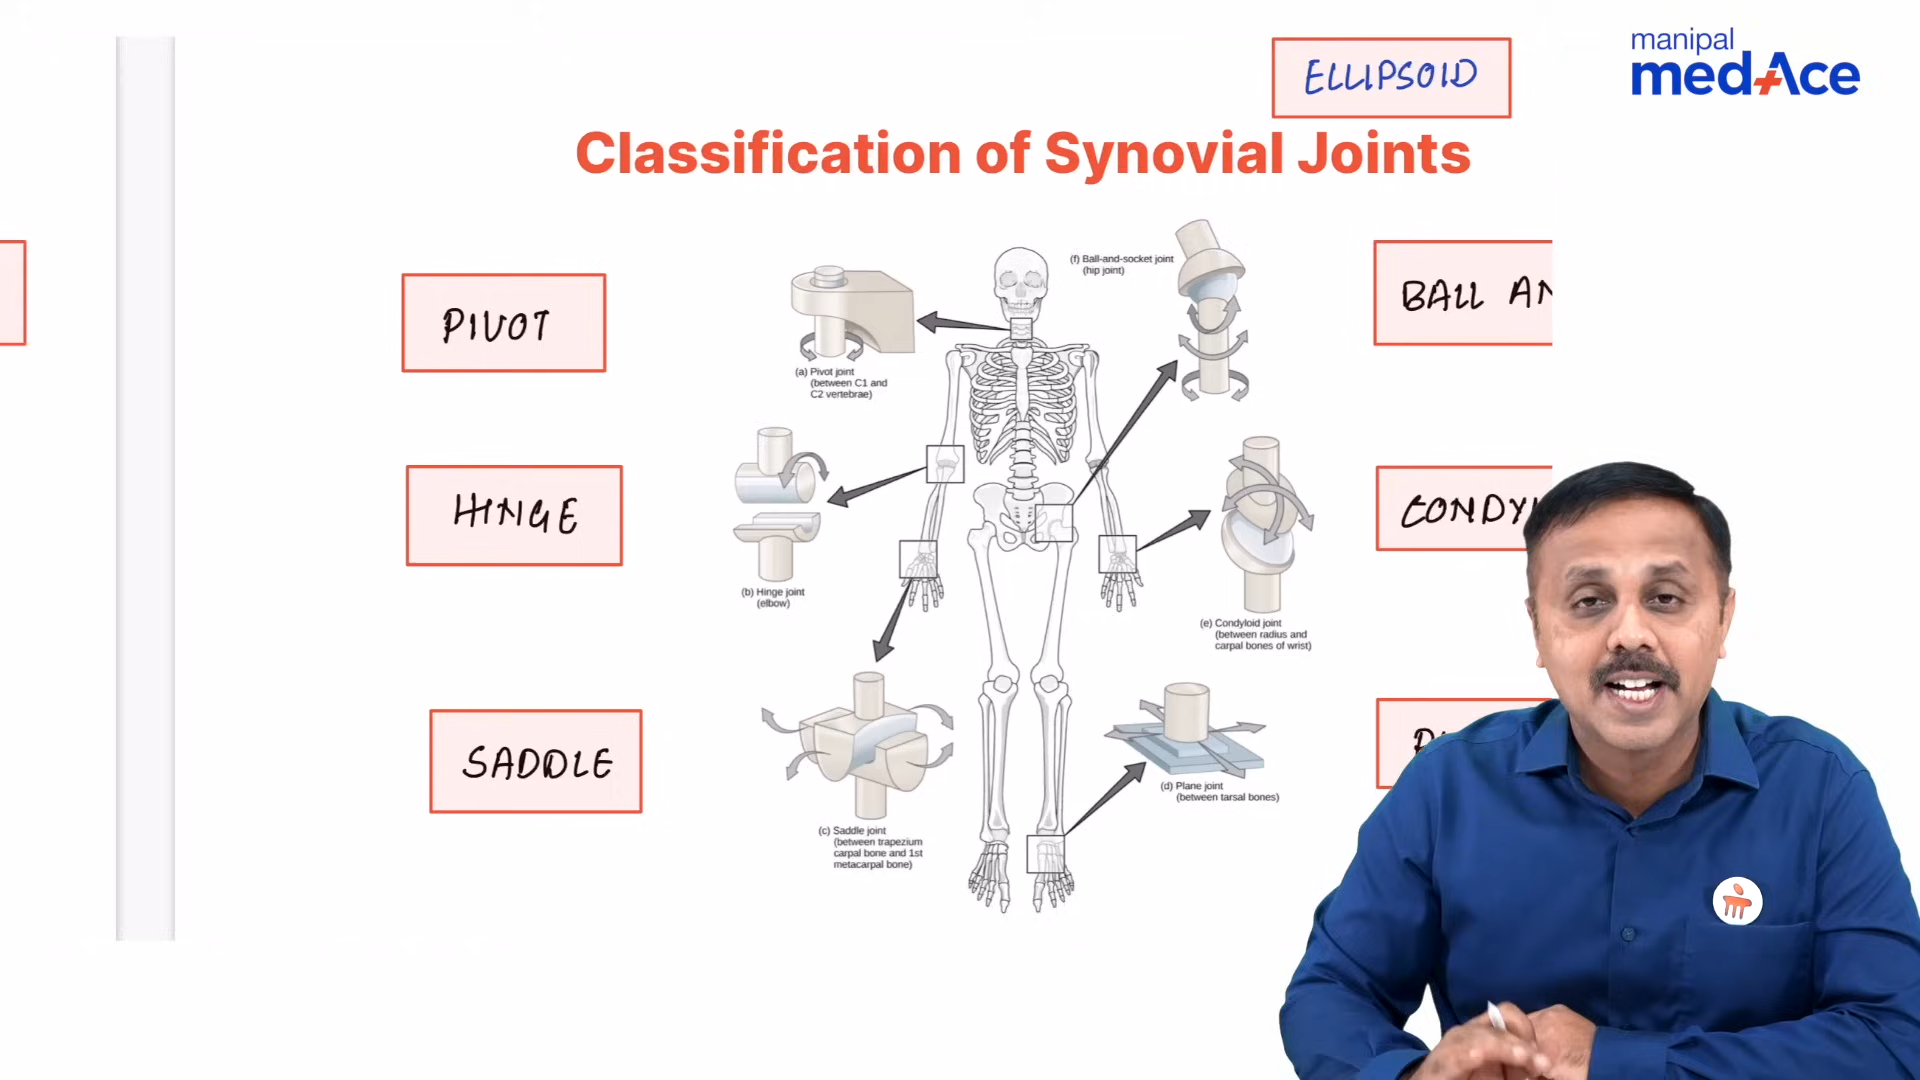 ELLIPSOID
manipal
medAce
Classification of Synovial Joints
PIVOT
(a) Pivot joint
(between C1 and
C2 vertebrae)
(f) Ball-and-socket joint
(hip joint)
BALL AN
HINGE
(b) Hinge joint
(elbow)
CONDY
(e) Condyloid joint
(between radius and
carpal bones of wrist)
SADDLE
(c) Saddle joint
(between trapezium
carpal bone and 1st
metacarpal bone)
(d) Plane joint
(between tarsal bones)